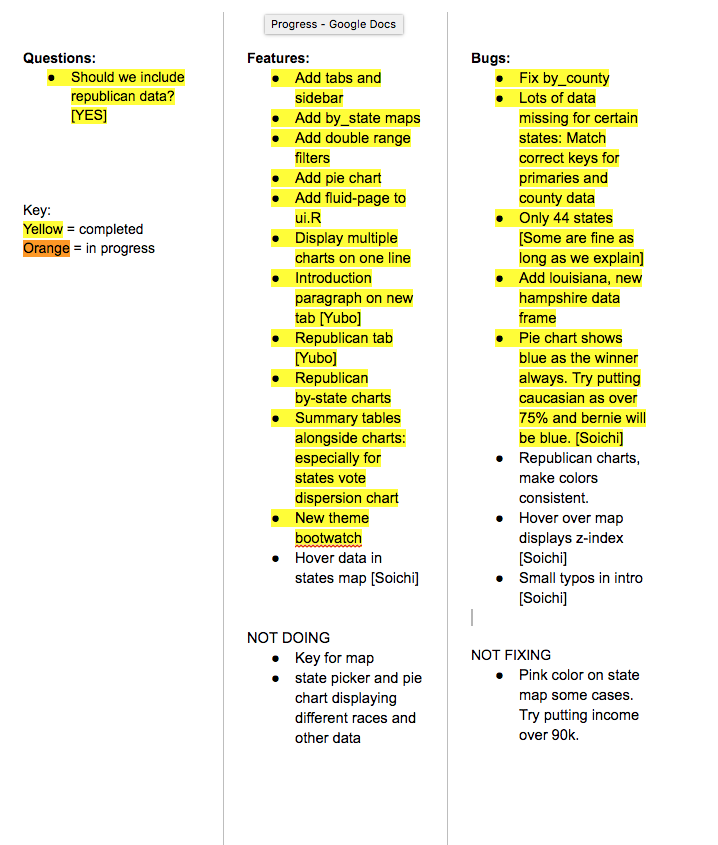 Progress - Google Docs
Questions:
● Should we include
republican data?
[YES]
Key:
Yellow = completed
Orange = in progress
Features:
● Add tabs and
sidebar
● Add by_state maps
● Add double range
filters
● Add pie chart
● Add fluid-page to
ui.R
● Display multiple
charts on one line
● Introduction
paragraph on new
tab [Yubo]
● Republican tab
[Yubo]
● Republican
by-state charts
● Summary tables
alongside charts:
especially for
states vote
dispersion chart
● New theme
bootwatch
● Hover data in
states map [Soichi]
NOT DOING
● Key for map
● state picker and pie
chart displaying
different races and
other data
Bugs:
● Fix by_county
● Lots of data
missing for certain
states: Match
correct keys for
primaries and
county data
● Only 44 states
[Some are fine as
long as we explain]
● Add louisiana, new
hampshire data
frame
● Pie chart shows
blue as the winner
always. Try putting
caucasian as over
75% and bernie will
be blue. [Soichi]
● Republican charts,
make colors
consistent.
● Hover over map
displays z-index
[Soichi]
● Small typos in intro
[Soichi]
NOT FIXING
● Pink color on state
map some cases.
Try putting income
over 90k.